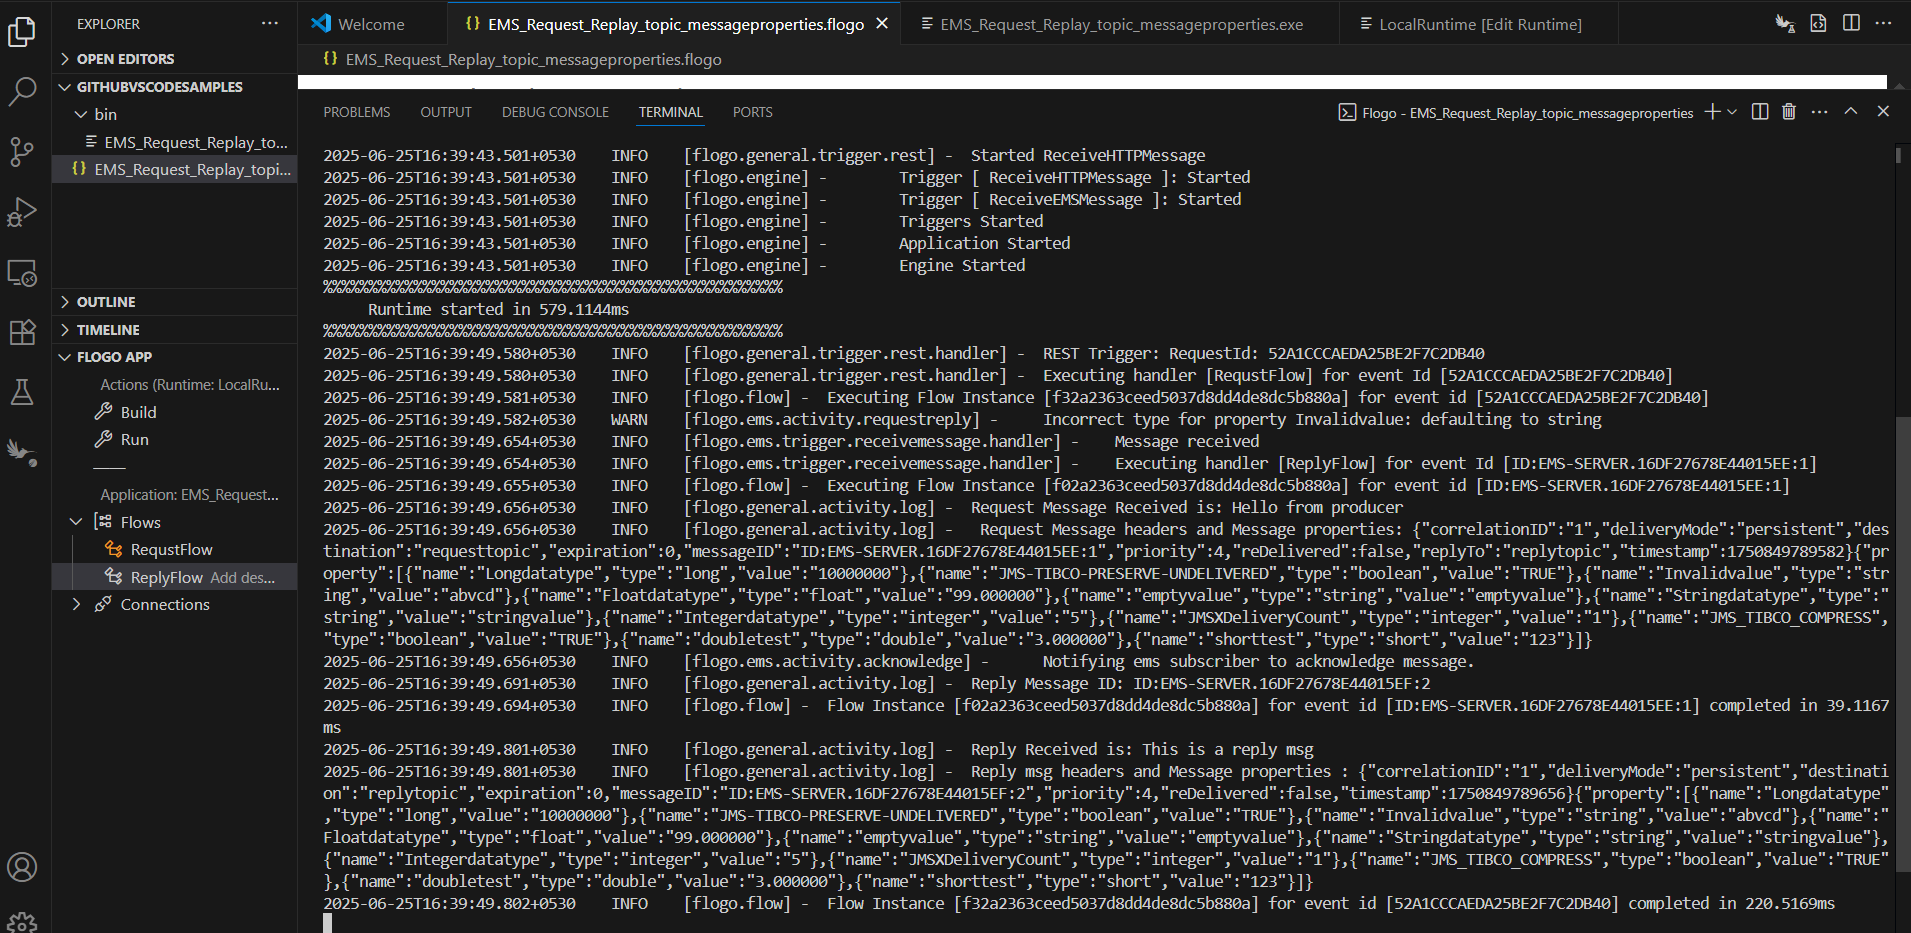 EXPLORER
···
Welcome
{} EMS_Request_Replay_topic_messageproperties.flogo
EMS_Request_Replay_topic_messageproperties.exe
LocalRuntime [Edit Runtime]
OPEN EDITORS
{} EMS_Request_Replay_topic_messageproperties.flogo
GITHUBVSCODESAMPLES
bin
EMS_Request_Replay_to...
{} EMS_Request_Replay_topi...
OUTLINE
TIMELINE
FLOGO APP
Actions (Runtime: LocalRu...
Build
Run
Application: EMS_Request...
Flows
RequstFlow
ReplyFlow Add des...
Connections
PROBLEMS OUTPUT DEBUG CONSOLE TERMINAL PORTS
Flogo - EMS_Request_Replay_topic_messageproperties
2025-06-25T16:39:43.501+0530 INFO [flogo.general.trigger.rest] - Started ReceiveHTTPMessage
2025-06-25T16:39:43.501+0530 INFO [flogo.engine] - Trigger [ ReceiveHTTPMessage ]: Started
2025-06-25T16:39:43.501+0530 INFO [flogo.engine] - Trigger [ ReceiveEMSMessage ]: Started
2025-06-25T16:39:43.501+0530 INFO [flogo.engine] - Triggers Started
2025-06-25T16:39:43.501+0530 INFO [flogo.engine] - Application Started
2025-06-25T16:39:43.501+0530 INFO [flogo.engine] - Engine Started
%%%%%%%%%%%%%%%%%%%%%%%%%%%%%%%%%%%%%%%%%%%%%%%%%%%
Runtime started in 579.1144ms
%%%%%%%%%%%%%%%%%%%%%%%%%%%%%%%%%%%%%%%%%%%%%%%%%%%
2025-06-25T16:39:49.580+0530 INFO [flogo.general.trigger.rest.handler] - REST Trigger: RequestId: 52A1CCCAEDA25BE2F7C2DB40
2025-06-25T16:39:49.580+0530 INFO [flogo.general.trigger.rest.handler] - Executing handler [RequstFlow] for event Id [52A1CCCAEDA25BE2F7C2DB40]
2025-06-25T16:39:49.581+0530 INFO [flogo.flow] - Executing Flow Instance [f32a2363ceed5037d8dd4de8dc5b880a] for event id [52A1CCCAEDA25BE2F7C2DB40]
2025-06-25T16:39:49.582+0530 WARN [flogo.ems.activity.requestreply] - Incorrect type for property Invalidvalue: defaulting to string
2025-06-25T16:39:49.654+0530 INFO [flogo.ems.trigger.receivemessage.handler] - Message received
2025-06-25T16:39:49.654+0530 INFO [flogo.ems.trigger.receivemessage.handler] - Executing handler [ReplyFlow] for event Id [ID:EMS-SERVER.16DF27678E44015EE:1]
2025-06-25T16:39:49.655+0530 INFO [flogo.flow] - Executing Flow Instance [f02a2363ceed5037d8dd4de8dc5b880a] for event id [ID:EMS-SERVER.16DF27678E44015EE:1]
2025-06-25T16:39:49.656+0530 INFO [flogo.general.activity.log] - Request Message Received is: Hello from producer
2025-06-25T16:39:49.656+0530 INFO [flogo.general.activity.log] - Request Message headers and Message properties: {"correlationID":"1","deliveryMode":"persistent","des
tination":"requesttopic","expiration":0,"messageID":"ID:EMS-SERVER.16DF27678E44015EE:1","priority":4,"reDelivered":false,"replyTo":"replytopic","timestamp":1750849789582}{"pr
operty":[{"name":"Longdatatype","type":"long","value":"10000000"},{"name":"JMS-TIBCO-PRESERVE-UNDELIVERED","type":"boolean","value":"TRUE"},{"name":"Invalidvalue","type":"str
ing","value":"abvcd"},{"name":"Floatdatatype","type":"float","value":"99.000000"},{"name":"emptyvalue","type":"string","value":"emptyvalue"},{"name":"Stringdatatype","type":"
string","value":"stringvalue"},{"name":"Integerdatatype","type":"integer","value":"5"},{"name":"JMSXDeliveryCount","type":"integer","value":"1"},{"name":"JMS_TIBCO_COMPRESS",
"type":"boolean","value":"TRUE"},{"name":"doubletest","type":"double","value":"3.000000"},{"name":"shorttest","type":"short","value":"123"}]}
2025-06-25T16:39:49.656+0530 INFO [flogo.ems.activity.acknowledge] - Notifying ems subscriber to acknowledge message.
2025-06-25T16:39:49.691+0530 INFO [flogo.general.activity.log] - Reply Message ID: ID:EMS-SERVER.16DF27678E44015EF:2
2025-06-25T16:39:49.694+0530 INFO [flogo.flow] - Flow Instance [f02a2363ceed5037d8dd4de8dc5b880a] for event id [ID:EMS-SERVER.16DF27678E44015EE:1] completed in 39.1167
ms
2025-06-25T16:39:49.801+0530 INFO [flogo.general.activity.log] - Reply Received is: This is a reply msg
2025-06-25T16:39:49.801+0530 INFO [flogo.general.activity.log] - Reply msg headers and Message properties : {"correlationID":"1","deliveryMode":"persistent","destinati
on":"replytopic","expiration":0,"messageID":"ID:EMS-SERVER.16DF27678E44015EF:2","priority":4,"reDelivered":false,"timestamp":1750849789656}{"property":[{"name":"Longdatatype"
,"type":"long","value":"10000000"},{"name":"JMS-TIBCO-PRESERVE-UNDELIVERED","type":"boolean","value":"TRUE"},{"name":"Invalidvalue","type":"string","value":"abvcd"},{"name":"
Floatdatatype","type":"float","value":"99.000000"},{"name":"emptyvalue","type":"string","value":"emptyvalue"},{"name":"Stringdatatype","type":"string","value":"stringvalue"},
{"name":"Integerdatatype","type":"integer","value":"5"},{"name":"JMSXDeliveryCount","type":"integer","value":"1"},{"name":"JMS_TIBCO_COMPRESS","type":"boolean","value":"TRUE"
},{"name":"doubletest","type":"double","value":"3.000000"},{"name":"shorttest","type":"short","value":"123"}]}
2025-06-25T16:39:49.802+0530 INFO [flogo.flow] - Flow Instance [f32a2363ceed5037d8dd4de8dc5b880a] for event id [52A1CCCAEDA25BE2F7C2DB40] completed in 220.5169ms